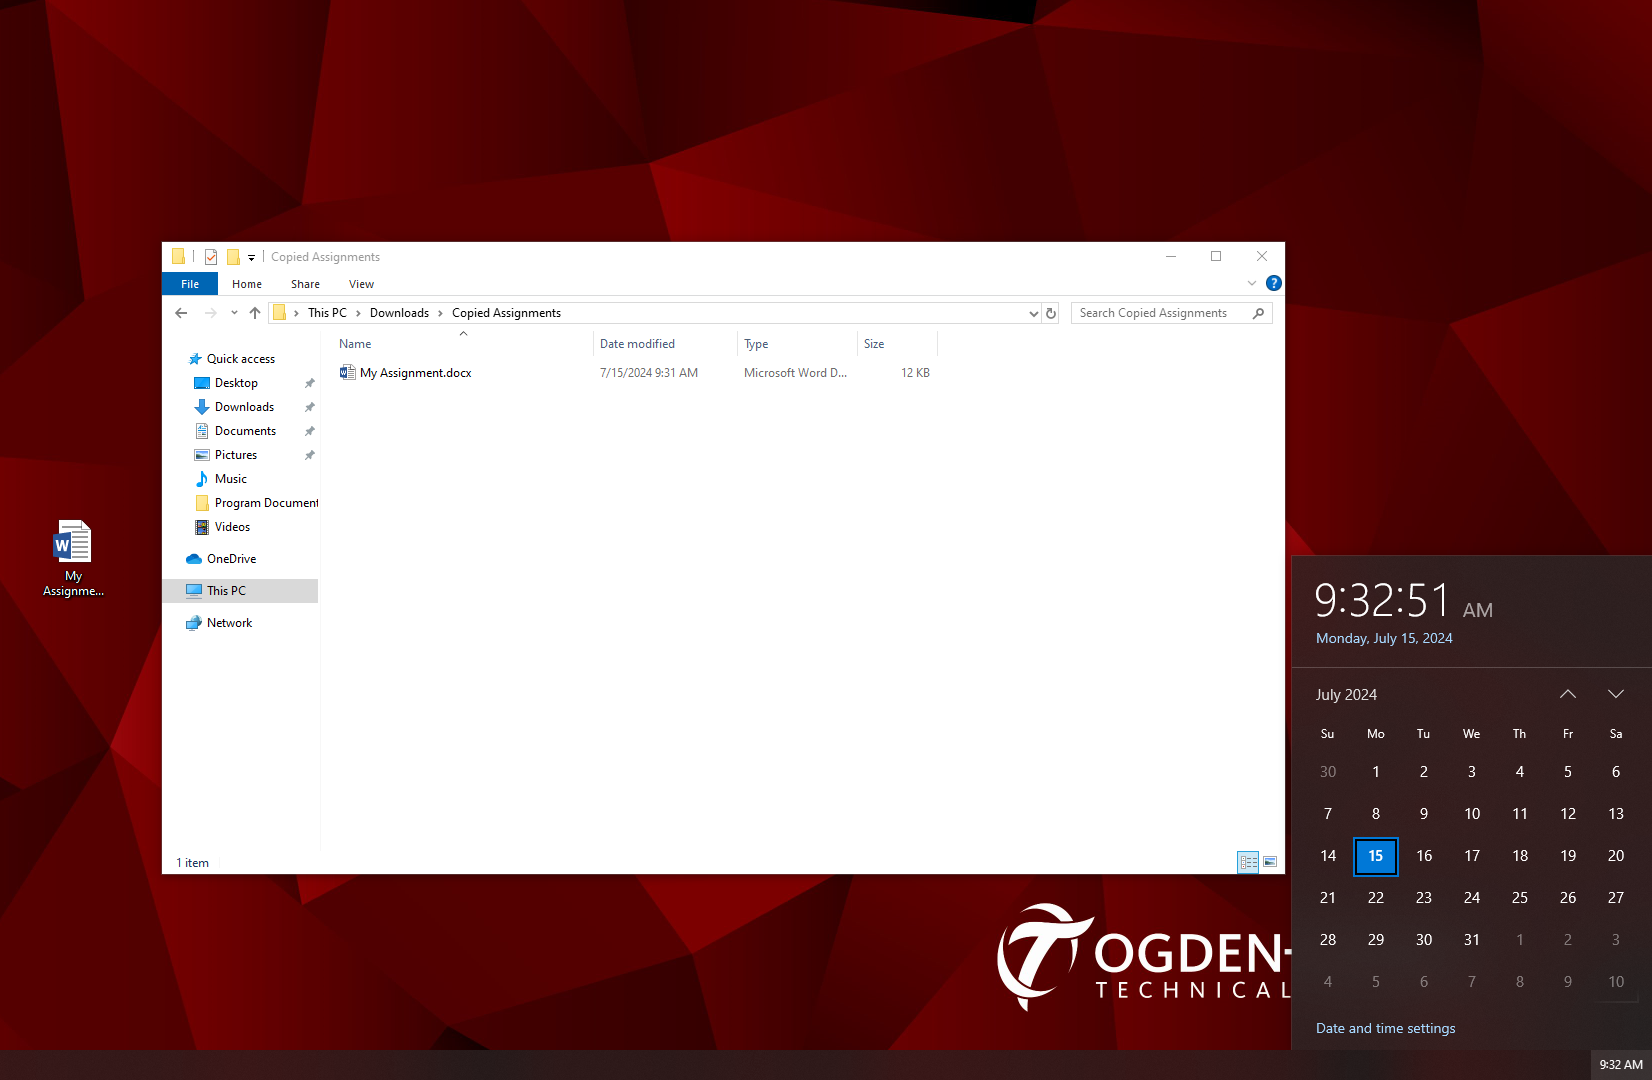 Copied Assignments
File
Home
Share
View
?
This PC
Downloads
Copied Assignments
Search Copied Assignments
Name
Date modified
Type
Size
My Assignment.docx
7/15/2024 9:31 AM
Microsoft Word D...
12 KB
Quick access
Desktop
Downloads
Documents
Pictures
Music
Program Document
Videos
OneDrive
This PC
Network
1 item
W
My
Assignme...
OGDEN-
TECHNICAL
9:32:51 AM
Monday, July 15, 2024
July 2024
Su Mo Tu We Th Fr Sa
30 1 2 3 4 5 6
7 8 9 10 11 12 13
14 15 16 17 18 19 20
21 22 23 24 25 26 27
28 29 30 31 1 2 3
4 5 6 7 8 9 10
Date and time settings
9:32 AM